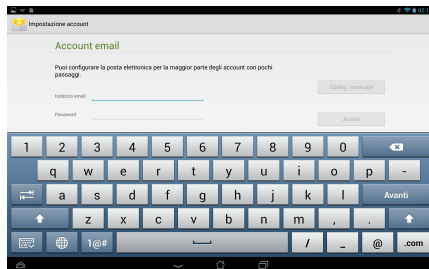 Impostazione account
Account email
Puoi configurare la posta elettronica per la maggior parte degli account con pochi
passaggi.
Config. manuale
Indirizzo email
Password
Avanti
1 2 3 4 5 6 7 8 9 0
q w e r t y u i o p -
a s d f g h j k l Avanti
z x c v b n m , .
1@# / _ @ .com